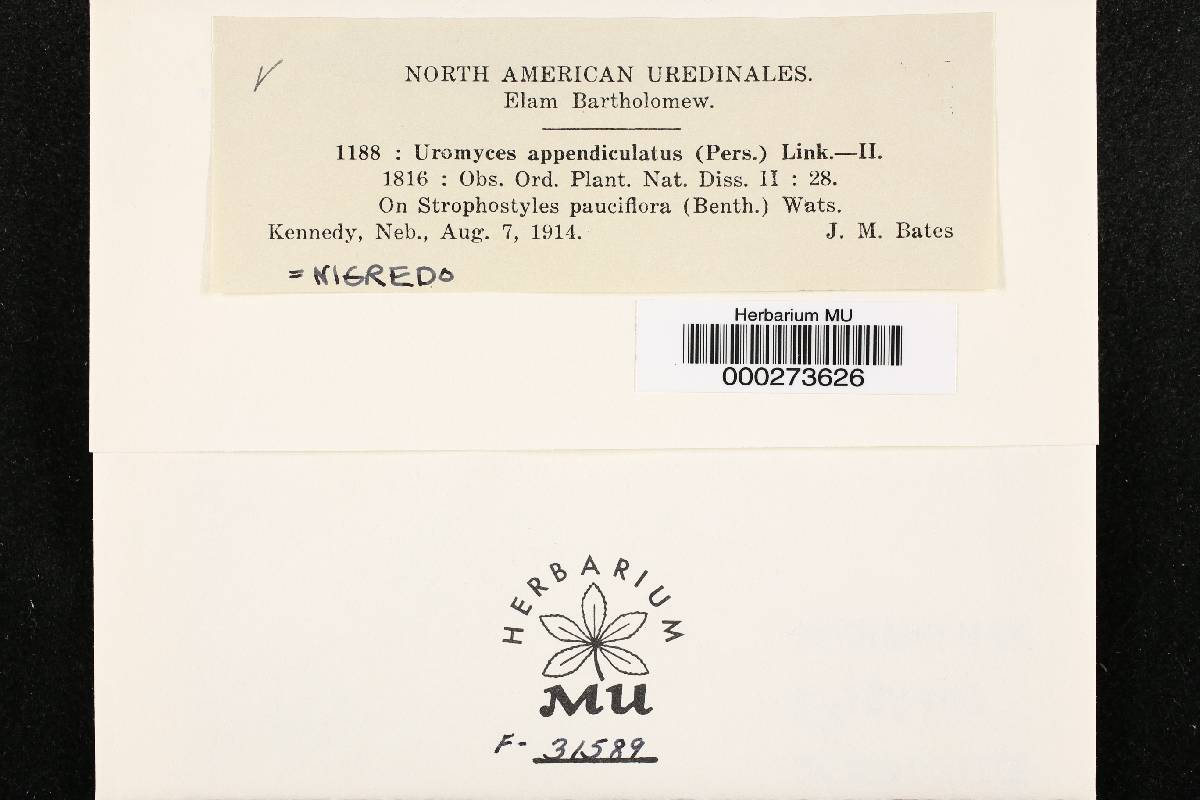 NORTH AMERICAN UREDINALES.
Elam Bartholomew.
1188 : Uromyces appendiculatus (Pers.) Link.—II.
1816 : Obs. Ord. Plant. Nat. Diss. II : 28.
On Strophostyles pauciflora (Benth.) Wats.
Kennedy, Neb., Aug. 7, 1914. J. M. Bates
= NIGREDO
Herbarium MU
000273626
HERBARIUM
MU
F- 31589